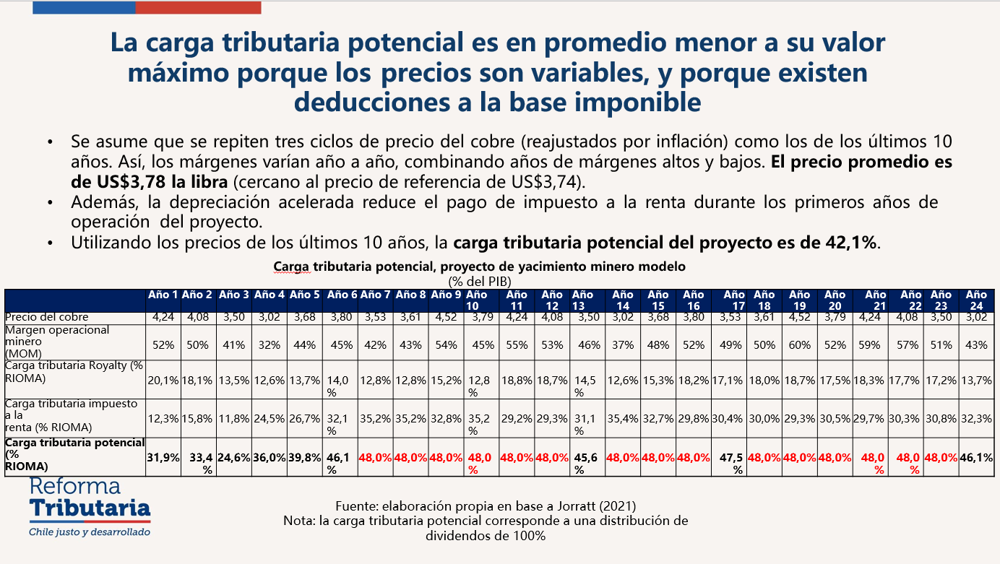 La carga tributaria potencial es en promedio menor a su valor
máximo porque los precios son variables, y porque existen
deducciones a la base imponible
• Se asume que se repiten tres ciclos de precio del cobre (reajustados por inflación) como los de los últimos 10
años. Así, los márgenes varían año a año, combinando años de márgenes altos y bajos. El precio promedio es
de US$3,78 la libra (cercano al precio de referencia de US$3,74).
• Además, la depreciación acelerada reduce el pago de impuesto a la renta durante los primeros años de
operación del proyecto.
• Utilizando los precios de los últimos 10 años, la carga tributaria potencial del proyecto es de 42,1%.
Carga tributaria potencial, proyecto de yacimiento minero modelo
(% del PIB)
Año 1 Año 2 Año 3 Año 4 Año 5 Año 6 Año 7 Año 8 Año 9 Año 10 Año 11 Año 12 Año 13 Año 14 Año 15 Año 16 Año 17 Año 18 Año 19 Año 20 Año 21 Año 22 Año 23 Año 24
Precio del cobre 4,24 4,08 3,50 3,02 3,68 3,80 3,53 3,61 4,52 3,79 4,24 4,08 3,50 3,02 3,68 3,80 3,53 3,61 4,52 3,79 4,24 4,08 3,50 3,02
Margen operacional
minero
(MOM) 52% 50% 41% 32% 44% 45% 42% 43% 54% 45% 55% 53% 46% 37% 48% 52% 49% 50% 60% 52% 59% 57% 51% 43%
Carga tributaria Royalty (%
RIOMA) 20,1% 18,1% 13,5% 12,6% 13,7% 14,0% 12,8% 12,8% 15,2% 12,8% 18,8% 18,7% 14,5% 12,6% 15,3% 18,2% 17,1% 18,0% 18,7% 17,5% 18,3% 17,7% 17,2% 13,7%
Carga tributaria impuesto
a la
renta (% RIOMA) 12,3% 15,8% 11,8% 24,5% 26,7% 32,1% 35,2% 35,2% 32,8% 35,2% 29,2% 29,3% 31,1% 35,4% 32,7% 29,8% 30,4% 30,0% 29,3% 30,5% 29,7% 30,3% 30,8% 32,3%
Carga tributaria potencial
(%
RIOMA) 31,9% 33,4% 24,6% 36,0% 39,8% 46,1% 48,0% 48,0% 48,0% 48,0% 48,0% 48,0% 45,6% 48,0% 48,0% 48,0% 47,5% 48,0% 48,0% 48,0% 48,0% 48,0% 48,0% 46,1%
Reforma
Tributaria
Chile justo y desarrollado
Fuente: elaboración propia en base a Jorratt (2021)
Nota: la carga tributaria potencial corresponde a una distribución de
dividendos de 100%